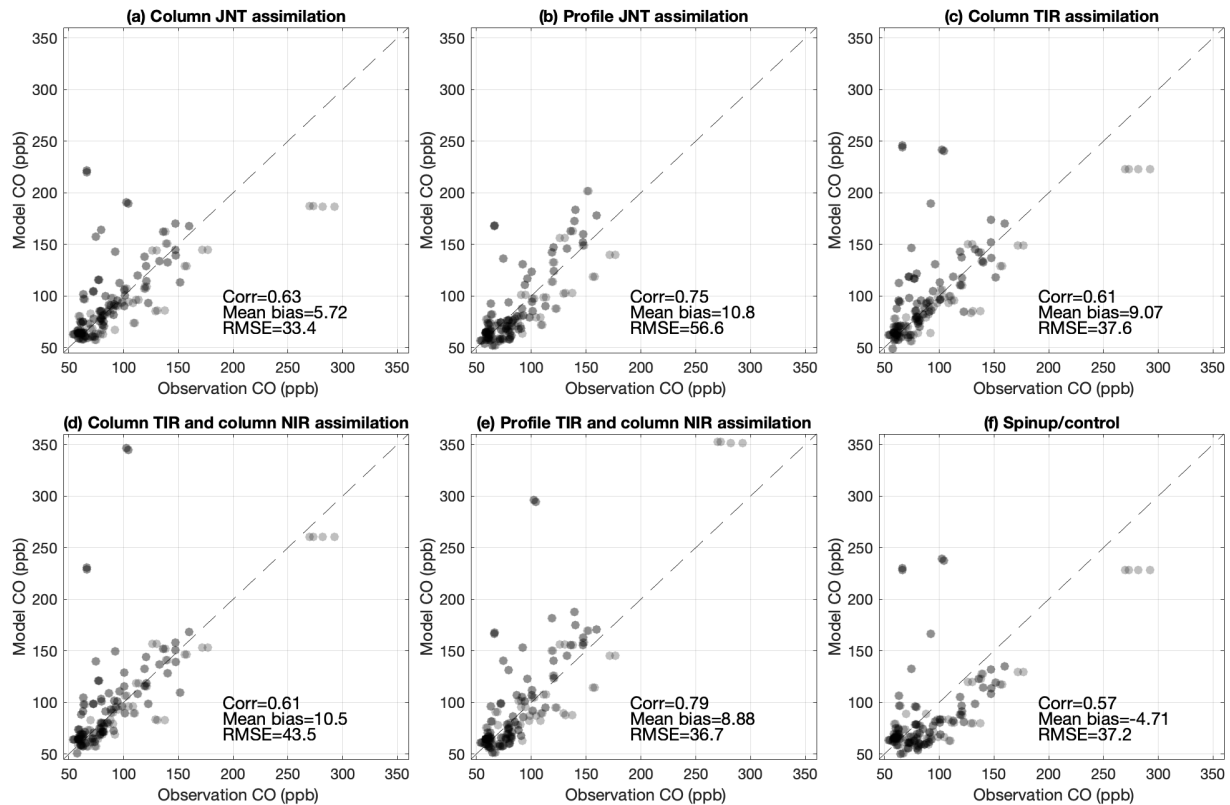 (a) Column JNT assimilation
350
300
250
200
150
100
50
Model CO (ppb)
Corr=0.63
Mean bias=5.72
RMSE=33.4
50 100 150 200 250 300 350
Observation CO (ppb)
(b) Profile JNT assimilation
350
300
250
200
150
100
50
Model CO (ppb)
Corr=0.75
Mean bias=10.8
RMSE=56.6
50 100 150 200 250 300 350
Observation CO (ppb)
(c) Column TIR assimilation
350
300
250
200
150
100
50
Model CO (ppb)
Corr=0.61
Mean bias=9.07
RMSE=37.6
50 100 150 200 250 300 350
Observation CO (ppb)
(d) Column TIR and column NIR assimilation
350
300
250
200
150
100
50
Model CO (ppb)
Corr=0.61
Mean bias=10.5
RMSE=43.5
50 100 150 200 250 300 350
Observation CO (ppb)
(e) Profile TIR and column NIR assimilation
350
300
250
200
150
100
50
Model CO (ppb)
Corr=0.79
Mean bias=8.88
RMSE=36.7
50 100 150 200 250 300 350
Observation CO (ppb)
(f) Spinup/control
350
300
250
200
150
100
50
Model CO (ppb)
Corr=0.57
Mean bias=-4.71
RMSE=37.2
50 100 150 200 250 300 350
Observation CO (ppb)